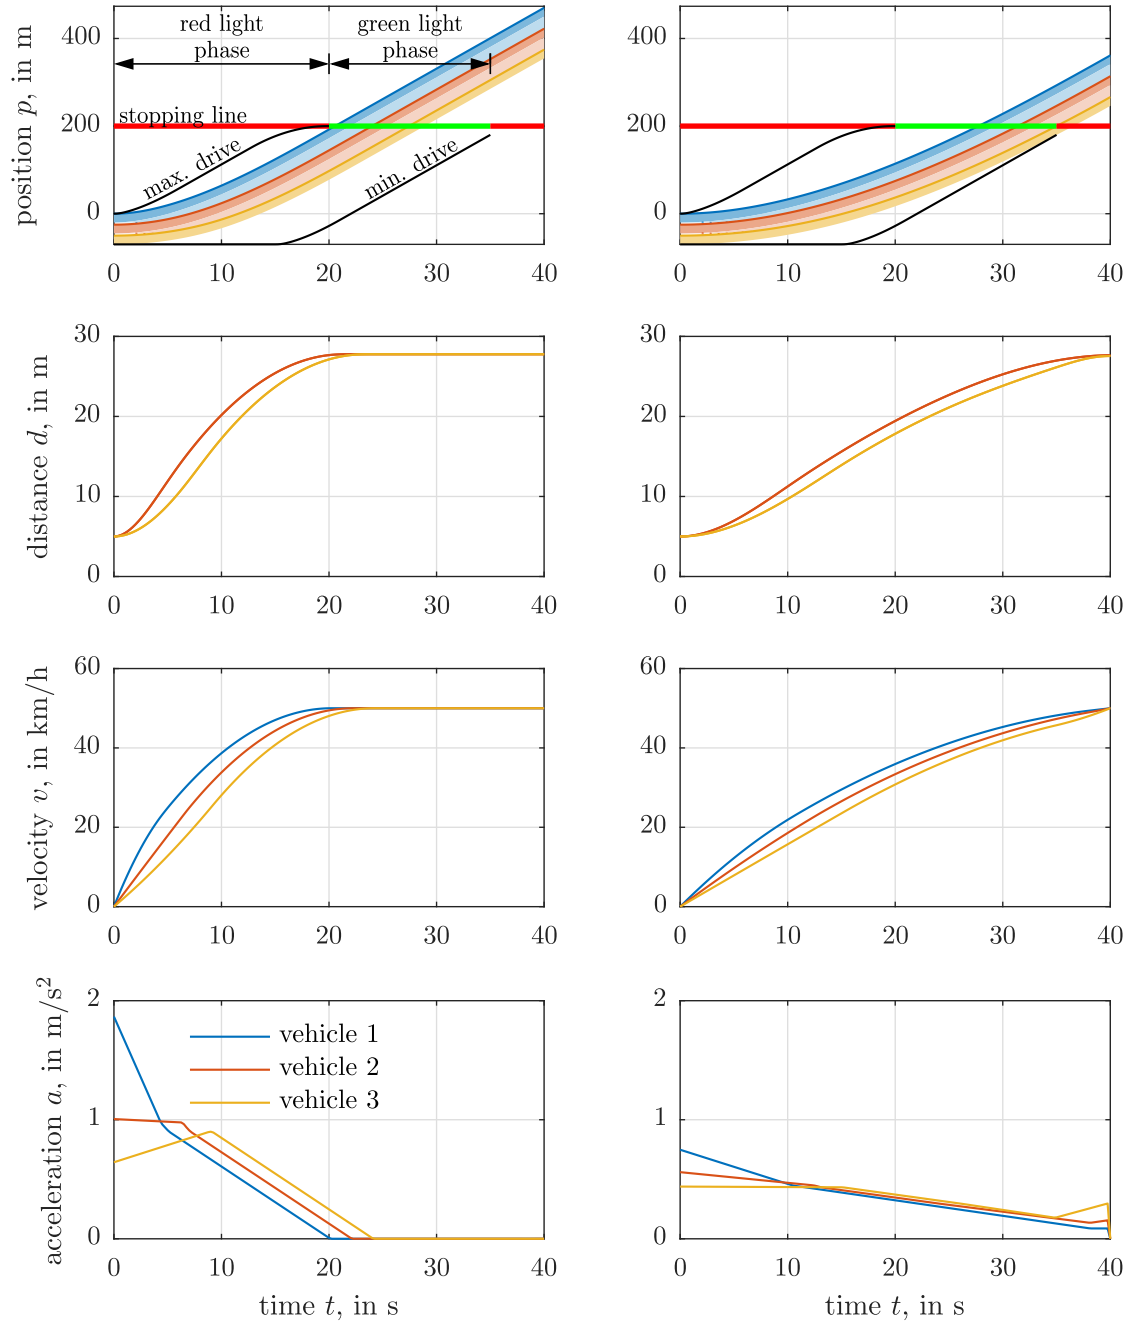 red light
phase
green light
phase
stopping line
max. drive
min. drive
position p, in m
400
200
0
0 10 20 30 40
400
200
0
0 10 20 30 40
distance d, in m
30
20
10
0
0 10 20 30 40
30
20
10
0
0 10 20 30 40
velocity v, in km/h
60
40
20
0
0 10 20 30 40
60
40
20
0
0 10 20 30 40
acceleration a, in m/s²
2
1
0
vehicle 1
vehicle 2
vehicle 3
0 10 20 30 40
time t, in s
2
1
0
0 10 20 30 40
time t, in s